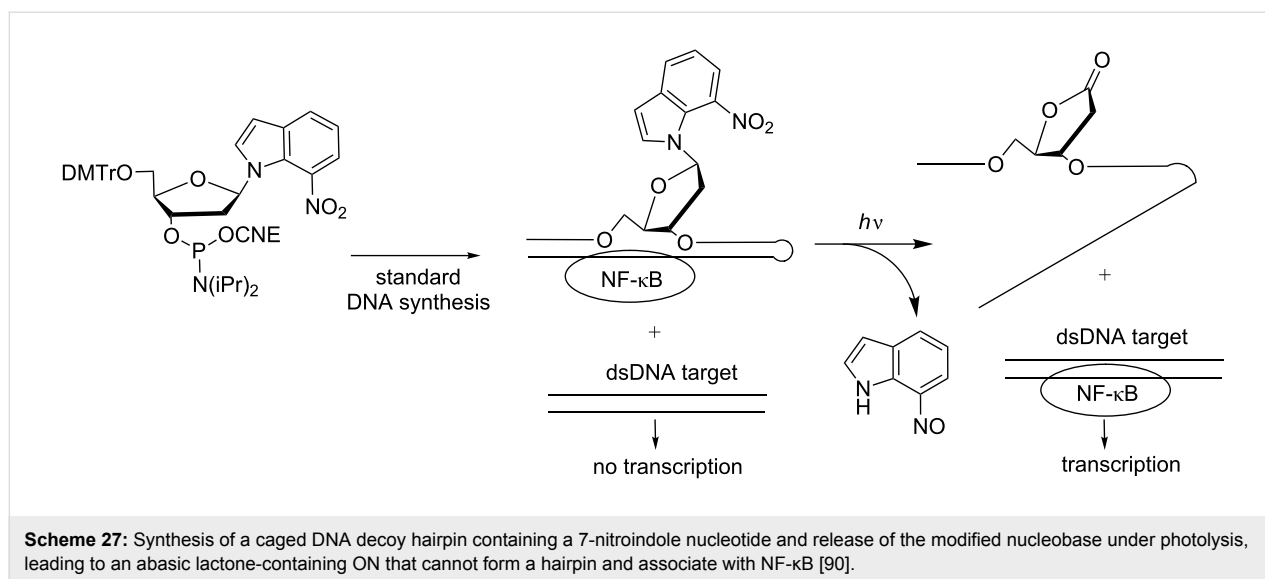 DMTrO
O
N
NO₂
O
P
OCNE
N(iPr)₂
standard
DNA synthesis
N
NO₂
O
O
O
NF-κB
+
dsDNA target
no transcription
hν
N
H
NO
O
O
O
O
+
dsDNA target
NF-κB
transcription
Scheme 27: Synthesis of a caged DNA decoy hairpin containing a 7-nitroindole nucleotide and release of the modified nucleobase under photolysis,
leading to an abasic lactone-containing ON that cannot form a hairpin and associate with NF-κB [90].